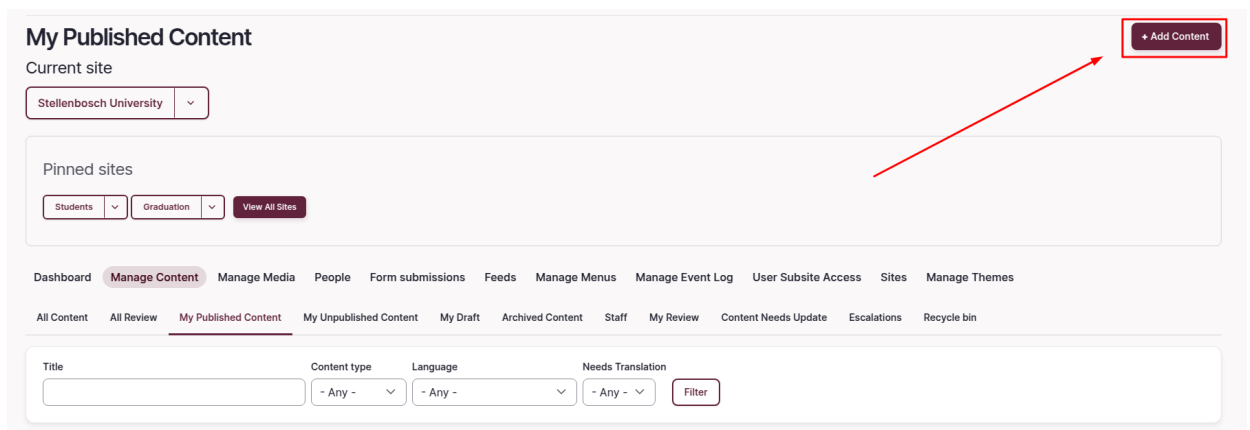 My Published Content
+ Add Content
Current site
Stellenbosch University
Pinned sites
Students Graduation View All Sites
Dashboard Manage Content Manage Media People Form submissions Feeds Manage Menus Manage Event Log User Subsite Access Sites Manage Themes
All Content All Review My Published Content My Unpublished Content My Draft Archived Content Staff My Review Content Needs Update Escalations Recycle bin
Title Content type Language Needs Translation
- Any - - Any - - Any - Filter